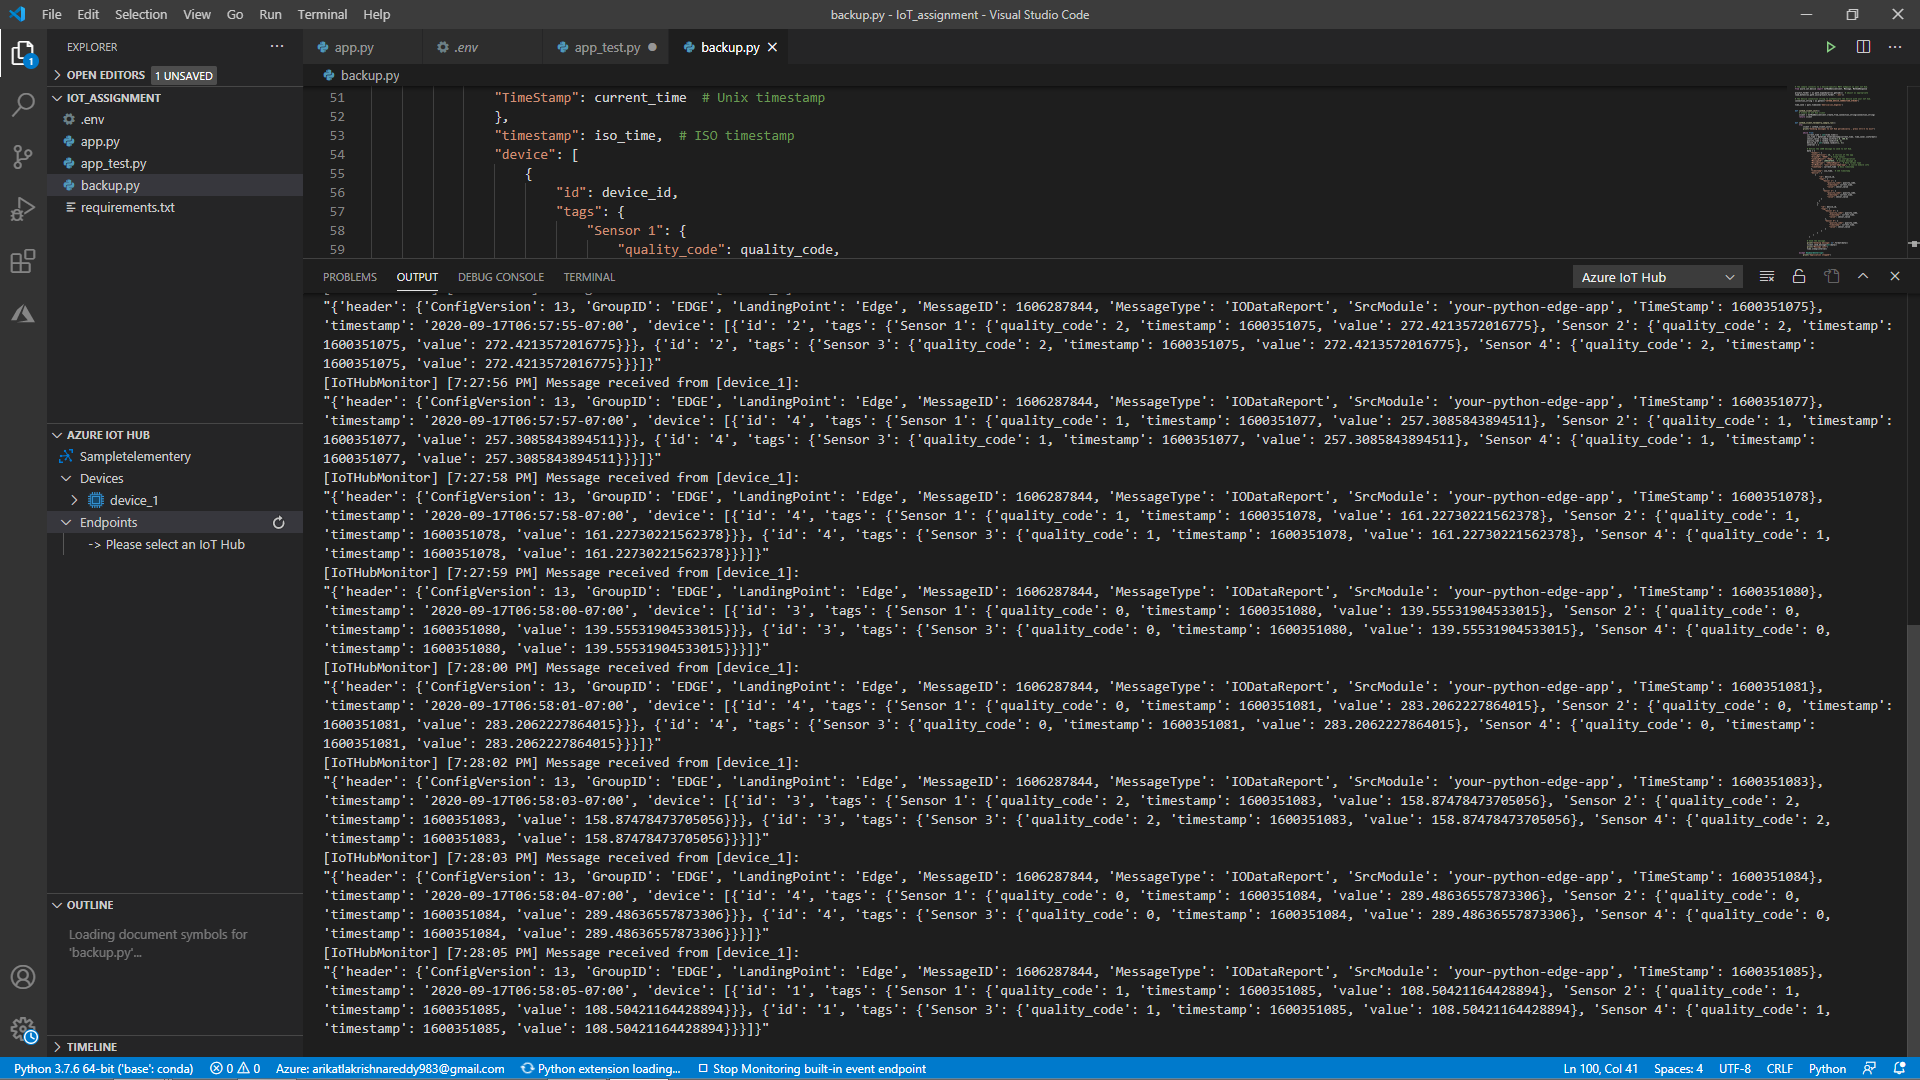 File Edit Selection View Go Run Terminal Help
backup.py - IoT_assignment - Visual Studio Code
EXPLORER
app.py
.env
app_test.py
backup.py
OPEN EDITORS 1 UNSAVED
backup.py
IOT_ASSIGNMENT
.env
app.py
app_test.py
backup.py
requirements.txt
51 "TimeStamp": current_time # Unix timestamp
52 },
53 "timestamp": iso_time, # ISO timestamp
54 "device": [
55 {
56 "id": device_id,
57 "tags": {
58 "Sensor 1": {
59 "quality_code": quality_code,
PROBLEMS OUTPUT DEBUG CONSOLE TERMINAL
Azure IoT Hub
"{'header': {'ConfigVersion': 13, 'GroupID': 'EDGE', 'LandingPoint': 'Edge', 'MessageID': 1606287844, 'MessageType': 'IODataReport', 'SrcModule': 'your-python-edge-app', 'TimeStamp': 1600351075},
'timestamp': '2020-09-17T06:57:55-07:00', 'device': [{'id': '2', 'tags': {'Sensor 1': {'quality_code': 2, 'timestamp': 1600351075, 'value': 272.4213572016775}, 'Sensor 2': {'quality_code': 2, 'timestamp':
1600351075, 'value': 272.4213572016775}}}, {'id': '2', 'tags': {'Sensor 3': {'quality_code': 2, 'timestamp': 1600351075, 'value': 272.4213572016775}, 'Sensor 4': {'quality_code': 2, 'timestamp':
1600351075, 'value': 272.4213572016775}}}]}"
[IoTHubMonitor] [7:27:56 PM] Message received from [device_1]:
"{'header': {'ConfigVersion': 13, 'GroupID': 'EDGE', 'LandingPoint': 'Edge', 'MessageID': 1606287844, 'MessageType': 'IODataReport', 'SrcModule': 'your-python-edge-app', 'TimeStamp': 1600351077},
'timestamp': '2020-09-17T06:57:57-07:00', 'device': [{'id': '4', 'tags': {'Sensor 1': {'quality_code': 1, 'timestamp': 1600351077, 'value': 257.3085843894511}, 'Sensor 2': {'quality_code': 1, 'timestamp':
1600351077, 'value': 257.3085843894511}}}, {'id': '4', 'tags': {'Sensor 3': {'quality_code': 1, 'timestamp': 1600351077, 'value': 257.3085843894511}, 'Sensor 4': {'quality_code': 1, 'timestamp':
1600351077, 'value': 257.3085843894511}}}]}"
[IoTHubMonitor] [7:27:58 PM] Message received from [device_1]:
"{'header': {'ConfigVersion': 13, 'GroupID': 'EDGE', 'LandingPoint': 'Edge', 'MessageID': 1606287844, 'MessageType': 'IODataReport', 'SrcModule': 'your-python-edge-app', 'TimeStamp': 1600351078},
'timestamp': '2020-09-17T06:57:58-07:00', 'device': [{'id': '4', 'tags': {'Sensor 1': {'quality_code': 1, 'timestamp': 1600351078, 'value': 161.22730221562378}, 'Sensor 2': {'quality_code': 1,
'timestamp': 1600351078, 'value': 161.22730221562378}}}, {'id': '4', 'tags': {'Sensor 3': {'quality_code': 1, 'timestamp': 1600351078, 'value': 161.22730221562378}, 'Sensor 4': {'quality_code': 1,
'timestamp': 1600351078, 'value': 161.22730221562378}}}]}"
[IoTHubMonitor] [7:27:59 PM] Message received from [device_1]:
"{'header': {'ConfigVersion': 13, 'GroupID': 'EDGE', 'LandingPoint': 'Edge', 'MessageID': 1606287844, 'MessageType': 'IODataReport', 'SrcModule': 'your-python-edge-app', 'TimeStamp': 1600351080},
'timestamp': '2020-09-17T06:58:00-07:00', 'device': [{'id': '3', 'tags': {'Sensor 1': {'quality_code': 0, 'timestamp': 1600351080, 'value': 139.55531904533015}, 'Sensor 2': {'quality_code': 0,
'timestamp': 1600351080, 'value': 139.55531904533015}}}, {'id': '3', 'tags': {'Sensor 3': {'quality_code': 0, 'timestamp': 1600351080, 'value': 139.55531904533015}, 'Sensor 4': {'quality_code': 0,
'timestamp': 1600351080, 'value': 139.55531904533015}}}]}"
[IoTHubMonitor] [7:28:00 PM] Message received from [device_1]:
"{'header': {'ConfigVersion': 13, 'GroupID': 'EDGE', 'LandingPoint': 'Edge', 'MessageID': 1606287844, 'MessageType': 'IODataReport', 'SrcModule': 'your-python-edge-app', 'TimeStamp': 1600351081},
'timestamp': '2020-09-17T06:58:01-07:00', 'device': [{'id': '4', 'tags': {'Sensor 1': {'quality_code': 0, 'timestamp': 1600351081, 'value': 283.2062227864015}, 'Sensor 2': {'quality_code': 0, 'timestamp':
1600351081, 'value': 283.2062227864015}}}, {'id': '4', 'tags': {'Sensor 3': {'quality_code': 0, 'timestamp': 1600351081, 'value': 283.2062227864015}, 'Sensor 4': {'quality_code': 0, 'timestamp':
1600351081, 'value': 283.2062227864015}}}]}"
[IoTHubMonitor] [7:28:02 PM] Message received from [device_1]:
"{'header': {'ConfigVersion': 13, 'GroupID': 'EDGE', 'LandingPoint': 'Edge', 'MessageID': 1606287844, 'MessageType': 'IODataReport', 'SrcModule': 'your-python-edge-app', 'TimeStamp': 1600351083},
'timestamp': '2020-09-17T06:58:03-07:00', 'device': [{'id': '3', 'tags': {'Sensor 1': {'quality_code': 2, 'timestamp': 1600351083, 'value': 158.87478473705056}, 'Sensor 2': {'quality_code': 2,
'timestamp': 1600351083, 'value': 158.87478473705056}}}, {'id': '3', 'tags': {'Sensor 3': {'quality_code': 2, 'timestamp': 1600351083, 'value': 158.87478473705056}, 'Sensor 4': {'quality_code': 2,
'timestamp': 1600351083, 'value': 158.87478473705056}}}]}"
[IoTHubMonitor] [7:28:03 PM] Message received from [device_1]:
"{'header': {'ConfigVersion': 13, 'GroupID': 'EDGE', 'LandingPoint': 'Edge', 'MessageID': 1606287844, 'MessageType': 'IODataReport', 'SrcModule': 'your-python-edge-app', 'TimeStamp': 1600351084},
'timestamp': '2020-09-17T06:58:04-07:00', 'device': [{'id': '4', 'tags': {'Sensor 1': {'quality_code': 0, 'timestamp': 1600351084, 'value': 289.48636557873306}, 'Sensor 2': {'quality_code': 0,
'timestamp': 1600351084, 'value': 289.48636557873306}}}, {'id': '4', 'tags': {'Sensor 3': {'quality_code': 0, 'timestamp': 1600351084, 'value': 289.48636557873306}, 'Sensor 4': {'quality_code': 0,
'timestamp': 1600351084, 'value': 289.48636557873306}}}]}"
[IoTHubMonitor] [7:28:05 PM] Message received from [device_1]:
"{'header': {'ConfigVersion': 13, 'GroupID': 'EDGE', 'LandingPoint': 'Edge', 'MessageID': 1606287844, 'MessageType': 'IODataReport', 'SrcModule': 'your-python-edge-app', 'TimeStamp': 1600351085},
'timestamp': '2020-09-17T06:58:05-07:00', 'device': [{'id': '1', 'tags': {'Sensor 1': {'quality_code': 1, 'timestamp': 1600351085, 'value': 108.50421164428894}, 'Sensor 2': {'quality_code': 1,
'timestamp': 1600351085, 'value': 108.50421164428894}}}, {'id': '1', 'tags': {'Sensor 3': {'quality_code': 1, 'timestamp': 1600351085, 'value': 108.50421164428894}, 'Sensor 4': {'quality_code': 1,
'timestamp': 1600351085, 'value': 108.50421164428894}}}]}"
AZURE IOT HUB
Sampletelementery
Devices
device_1
Endpoints
-> Please select an IoT Hub
OUTLINE
Loading document symbols for
'backup.py'...
TIMELINE
Python 3.7.6 64-bit ('base': conda) 0 0 Azure: arikatlakrishnareddy983@gmail.com Python extension loading... Stop Monitoring built-in event endpoint
Ln 100, Col 41 Spaces: 4 UTF-8 CRLF Python